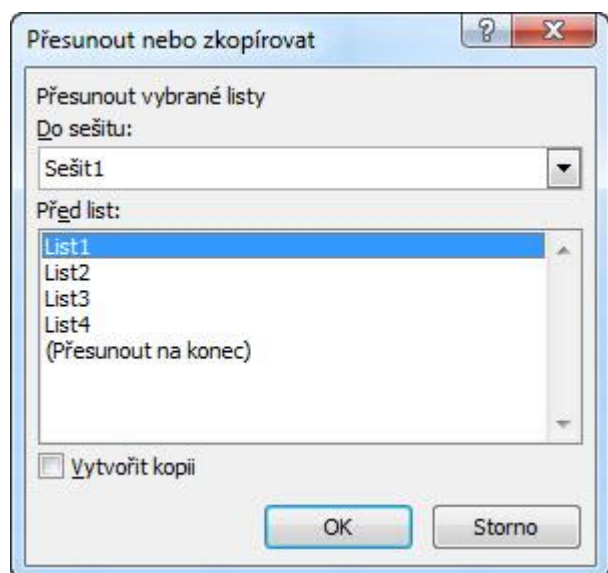 Přesunout nebo zkopírovat
Přesunout vybrané listy
Do sešitu:
Sešit1
Před list:
List1
List2
List3
List4
(Přesunout na konec)
Vytvořit kopii
OK Storno